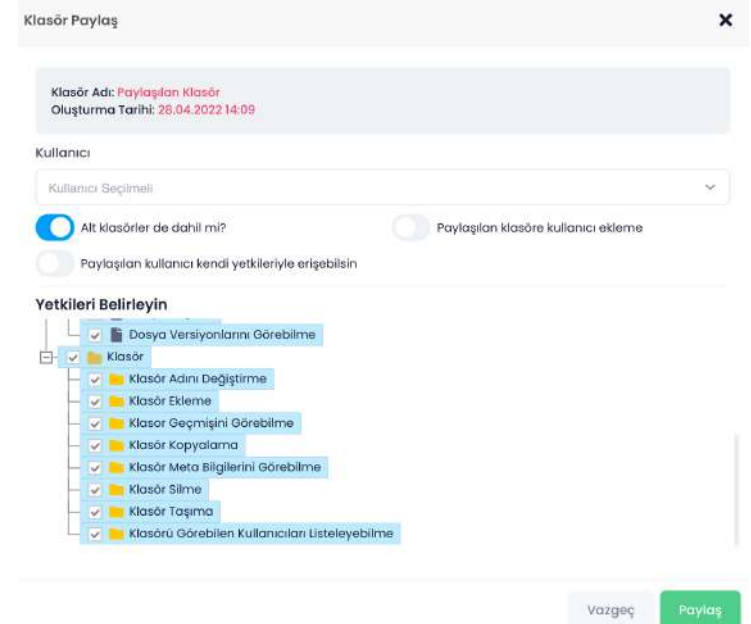 Klasör Paylaş
Klasör Adı: Paylaşılan Klasör
Oluşturma Tarihi: 28.04.2022 14:09
Kullanıcı
Kullanıcı Seçilmeli
Alt klasörler de dahil mi?
Paylaşılan klasöre kullanıcı ekleme
Paylaşılan kullanıcı kendi yetkileriyle erişebilsin
Yetkileri Belirleyin
Dosya Versiyonlarını Görebilme
Klasör
Klasör Adını Değiştirme
Klasör Ekleme
Klasor Geçmişini Görebilme
Klasör Kopyalama
Klasör Meta Bilgilerini Görebilme
Klasör Silme
Klasör Taşıma
Klasörü Görebilen Kullanıcıları Listeleyebilme
Vazgeç
Paylaş